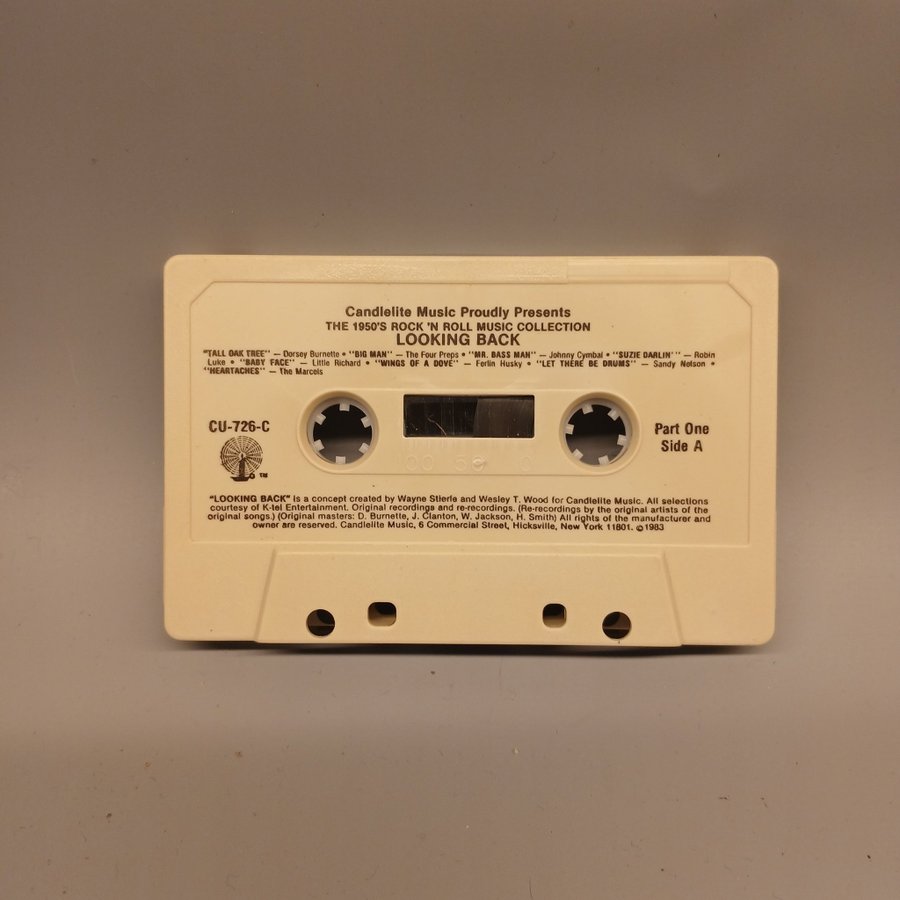 Candlelite Music Proudly Presents
THE 1950'S ROCK 'N ROLL MUSIC COLLECTION
LOOKING BACK
"TALL OAK TREE" — Dorsey Burnette • "BIG MAN" — The Four Preps • "MR. BASS MAN" — Johnny Cymbal • "SUZIE DARLIN'" — Robin
Luke • "BABY FACE" — Little Richard • "WINGS OF A DOVE" — Ferlin Husky • "LET THERE BE DRUMS" — Sandy Nelson •
"HEARTACHES" — The Marcels
CU-726-C
Part One
Side A
TM
"LOOKING BACK" is a concept created by Wayne Stierle and Wesley T. Wood for Candlelite Music. All selections
courtesy of K-tel Entertainment. Original recordings and re-recordings. (Re-recordings by the original artists of the
original songs.) (Original masters: D. Burnette, J. Clanton, W. Jackson, H. Smith) All rights of the manufacturer and
owner are reserved. Candlelite Music, 6 Commercial Street, Hicksville, New York 11801. ©1983